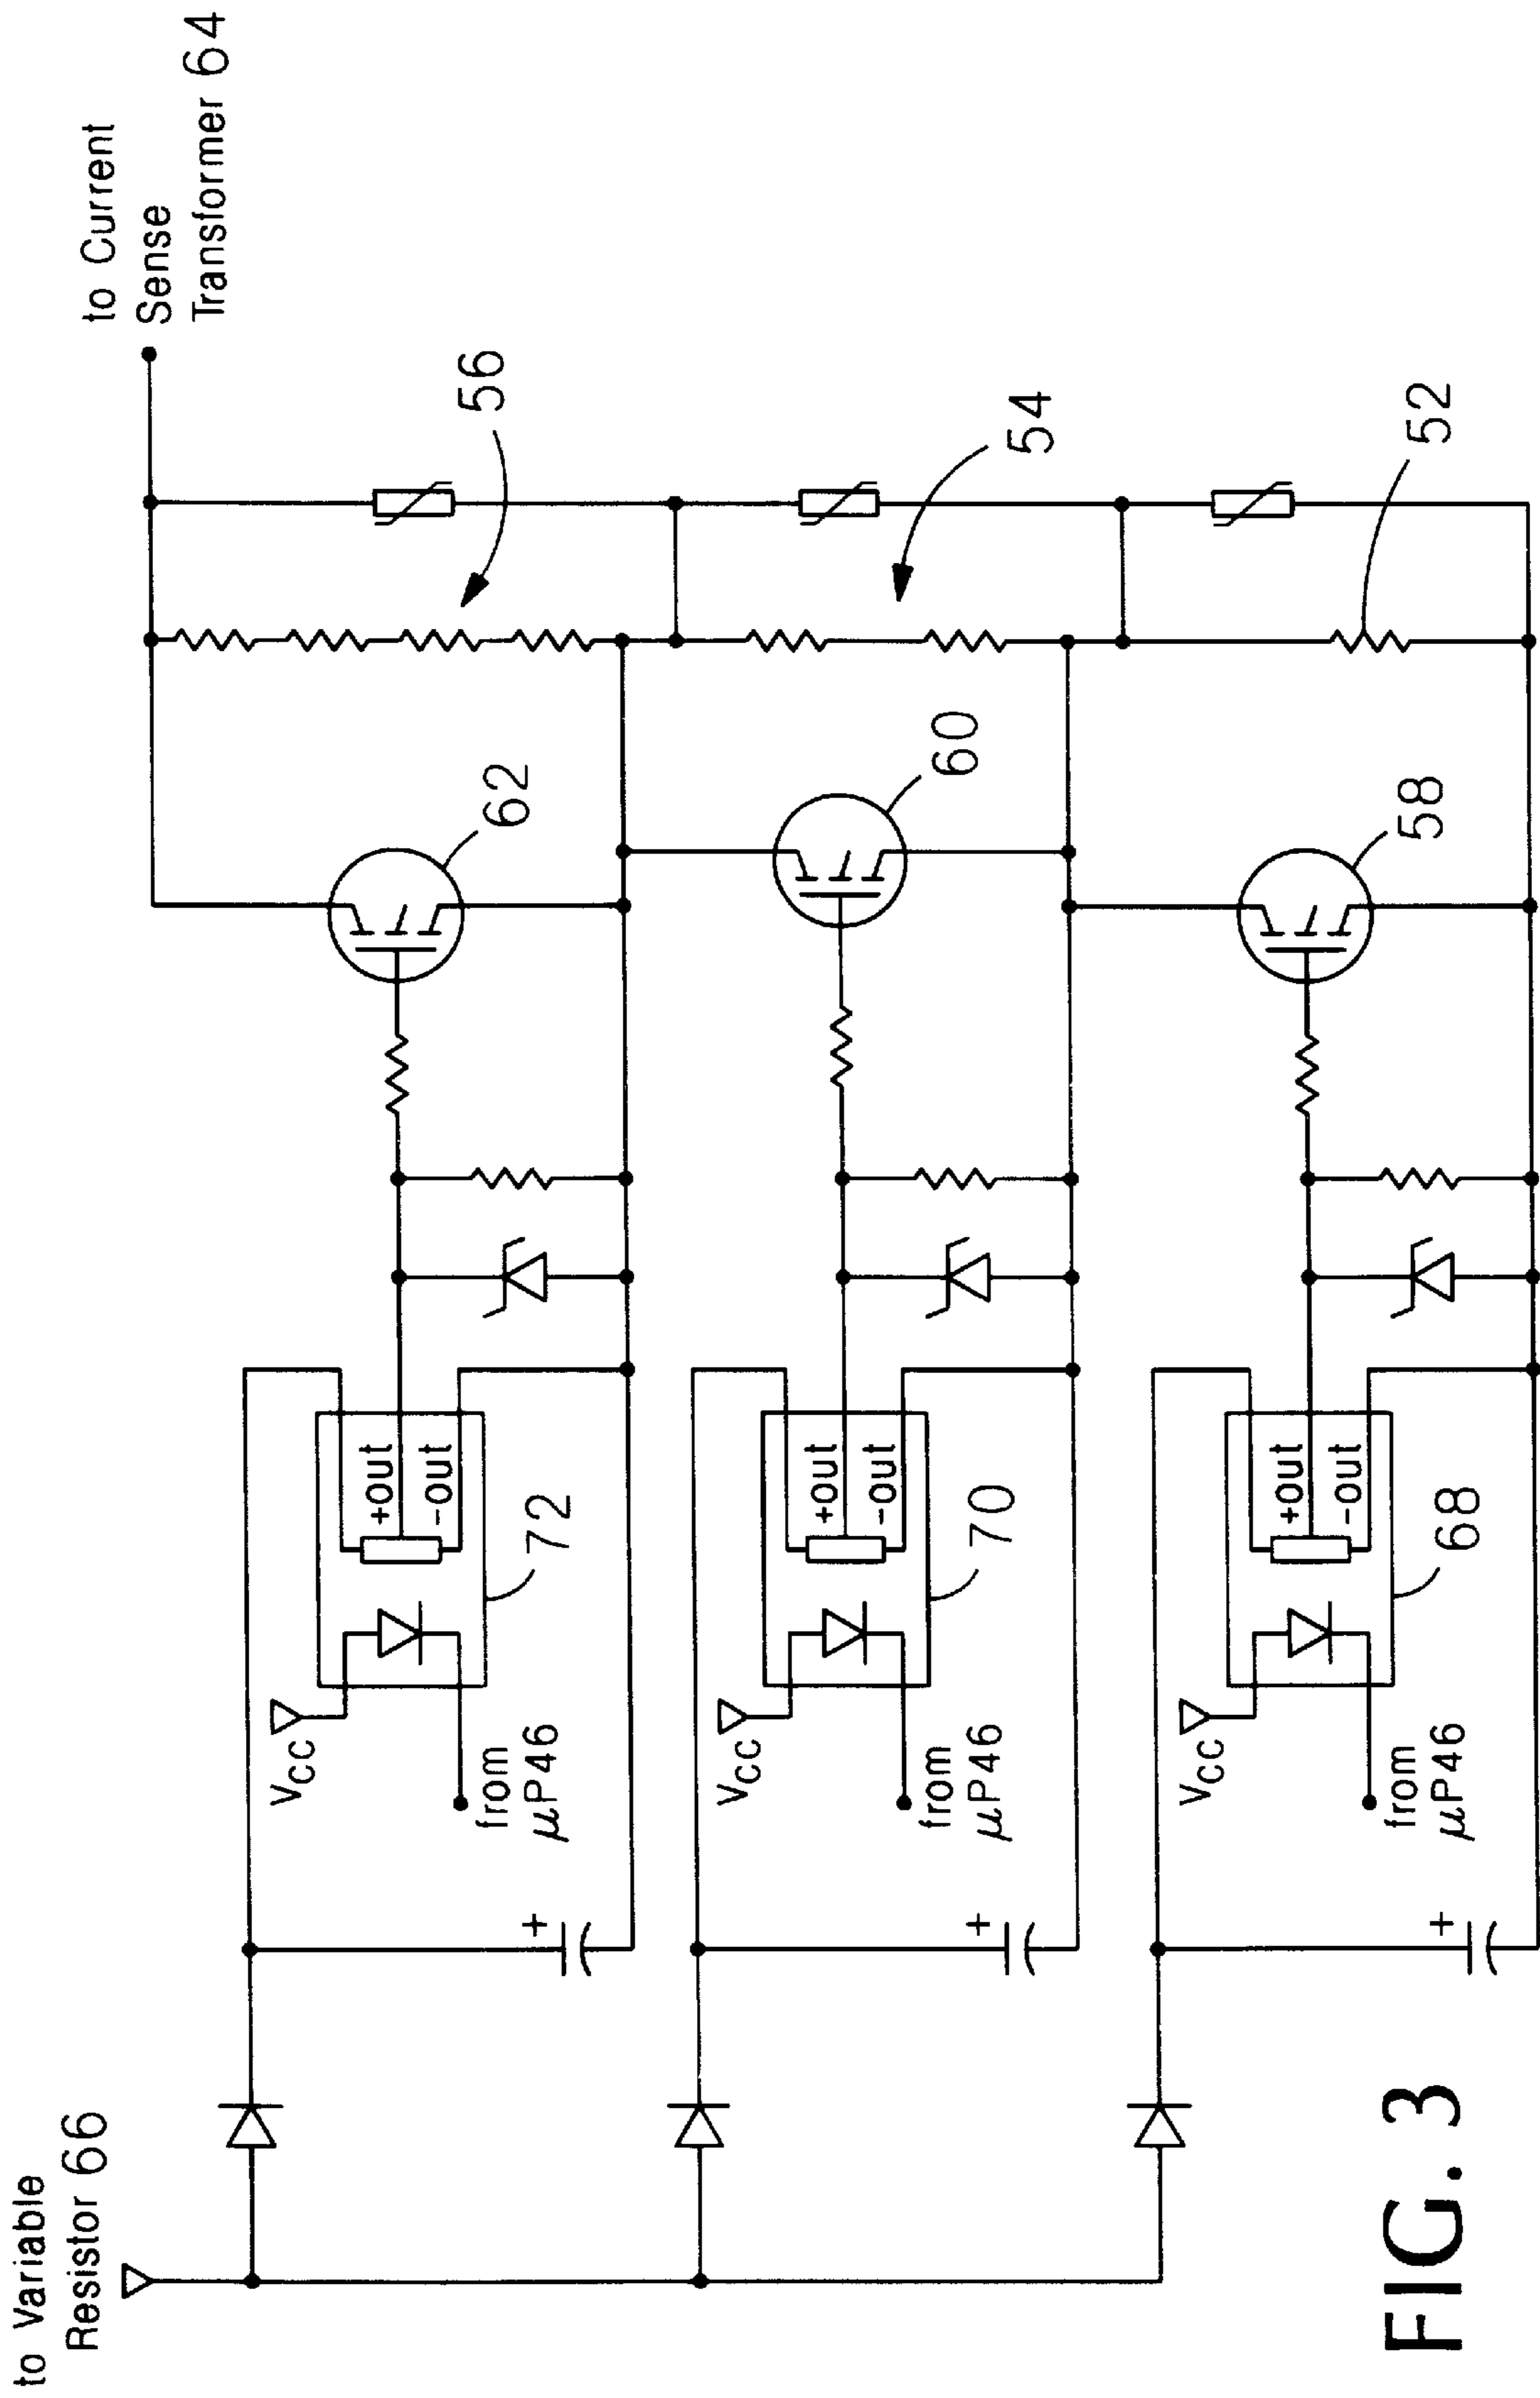 to Variable
Resistor 66
to Current
Sense
Transformer 64
56
54
52
62
60
58
+out
-out
72
VCC
from
μP46
+
+out
-out
70
VCC
from
μP46
+
+out
-out
68
VCC
from
μP46
+
FIG. 3